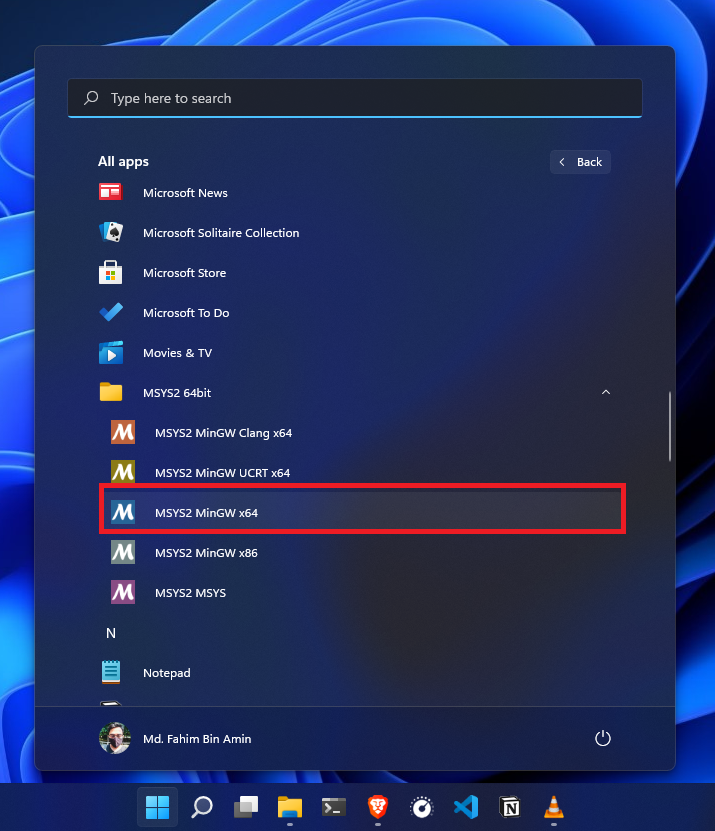 Type here to search
All apps
Back
Microsoft News
Microsoft Solitaire Collection
Microsoft Store
Microsoft To Do
Movies & TV
MSYS2 64bit
MSYS2 MinGW Clang x64
MSYS2 MinGW UCRT x64
MSYS2 MinGW x64
MSYS2 MinGW x86
MSYS2 MSYS
N
Notepad
Md. Fahim Bin Amin